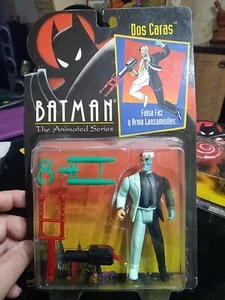 Dos Caras
Falsa Faz
y Arma Lanzamisiles
BATMAN
The Animated Series